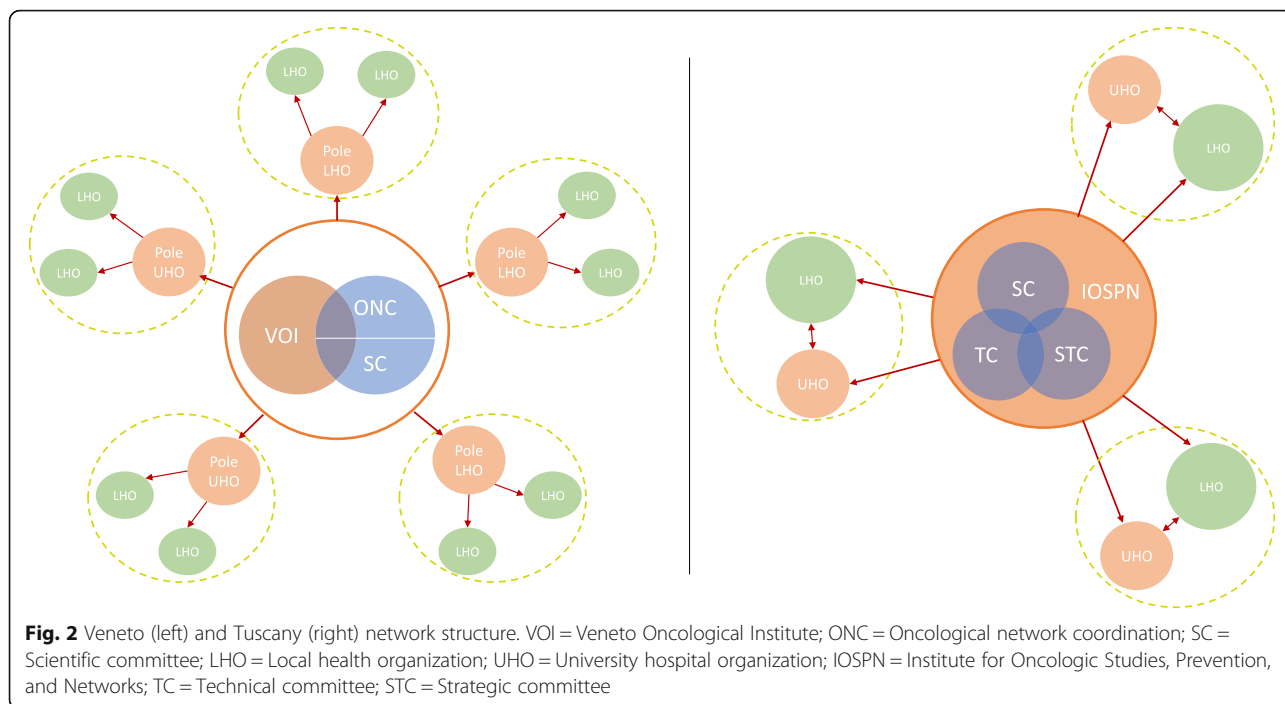 LHO
LHO
Pole
LHO
LHO
LHO
Pole
UHO
LHO
Pole
LHO
LHO
VOI
ONC
SC
Pole
UHO
LHO
LHO
Pole
LHO
LHO
LHO
UHO
LHO
LHO
UHO
SC
IOSPN
TC
STC
LHO
UHO
Fig. 2 Veneto (left) and Tuscany (right) network structure. VOI = Veneto Oncological Institute; ONC = Oncological network coordination; SC =
Scientific committee; LHO = Local health organization; UHO = University hospital organization; IOSPN = Institute for Oncologic Studies, Prevention,
and Networks; TC = Technical committee; STC = Strategic committee